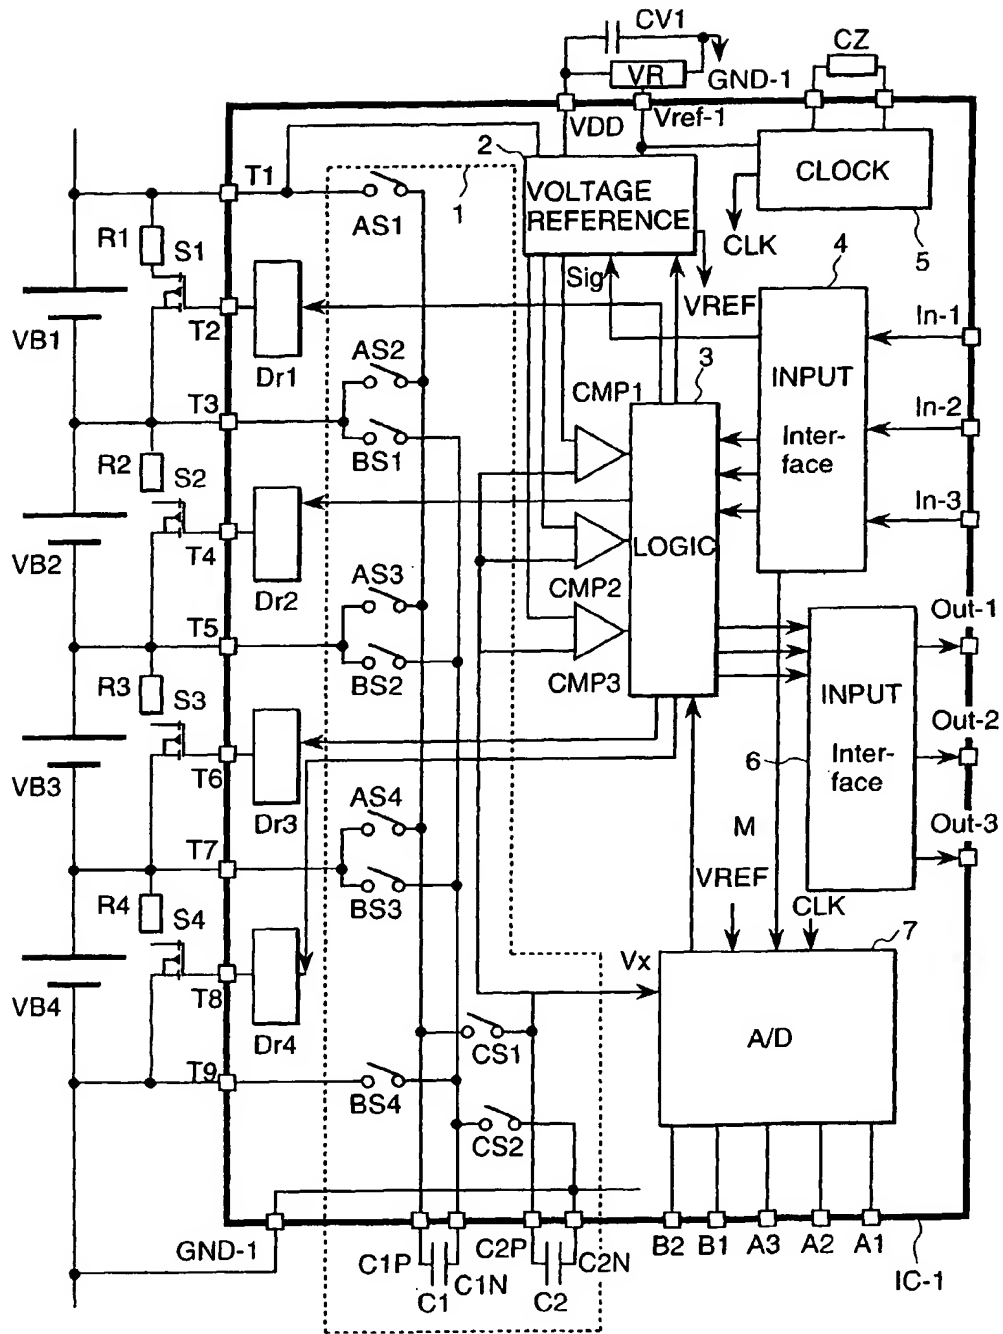 CV1
CZ
VR
GND-1
VDD
Vref-1
T1
1
2
VOLTAGE
REFERENCE
CLOCK
5
AS1
CLK
R1
S1
Sig
VREF
4
VB1
T2
Dr1
AS2
CMP1
3
INPUT
Inter-
face
In-1
T3
BS1
In-2
R2
S2
LOGIC
In-3
VB2
T4
Dr2
AS3
CMP2
Out-1
T5
BS2
CMP3
R3
S3
INPUT
Inter-
face
Out-2
6
VB3
T6
Dr3
AS4
M
Out-3
T7
BS3
VREF
CLK
R4
S4
7
VB4
T8
Dr4
Vx
A/D
CS1
T9
BS4
CS2
GND-1
C1P
C1N
C1
C2P
C2N
C2
B2
B1
A3
A2
A1
IC-1